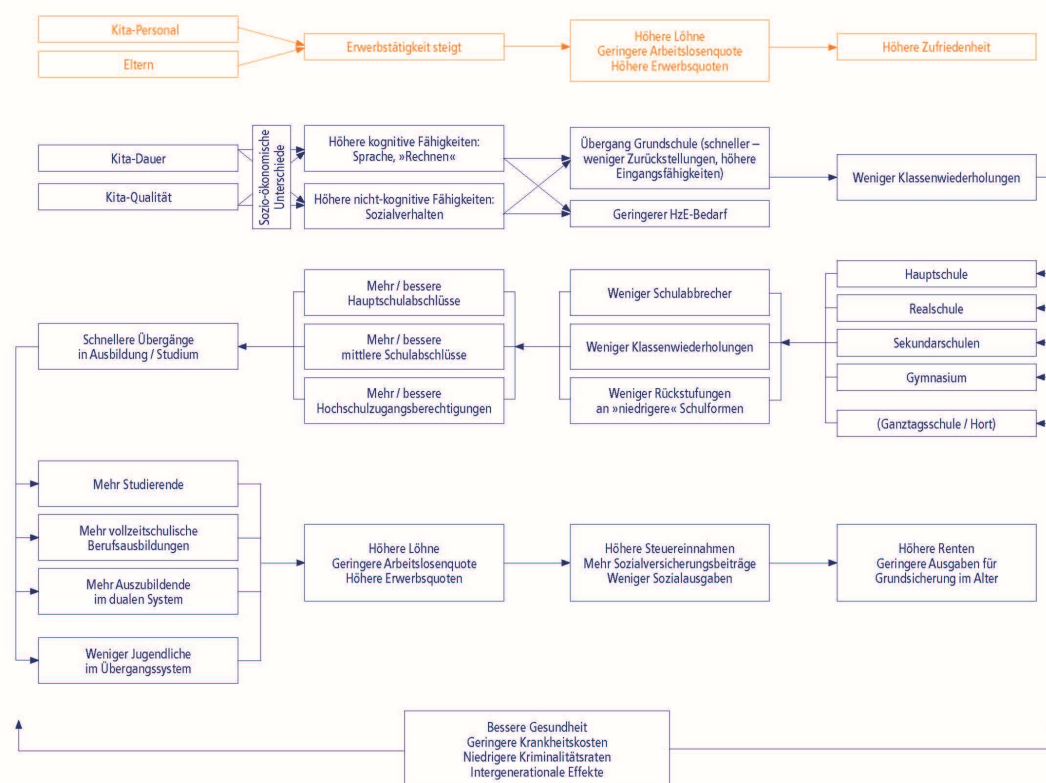 Kita-Personal
Eltern
Erwerbstätigkeit steigt
Höhere Löhne
Geringere Arbeitslosenquote
Höhere Erwerbsquoten
Höhere Zufriedenheit
Kita-Dauer
Kita-Qualität
Sozio-ökonomische
Unterschiede
Höhere kognitive Fähigkeiten:
Sprache, »Rechnen«
Höhere nicht-kognitive Fähigkeiten:
Sozialverhalten
Übergang Grundschule (schneller –
weniger Zurückstellungen, höhere
Eingangsfähigkeiten)
Geringerer HzE-Bedarf
Weniger Klassenwiederholungen
Hauptschule
Realschule
Sekundarschulen
Gymnasium
(Ganztagsschule / Hort)
Weniger Schulabbrecher
Weniger Klassenwiederholungen
Weniger Rückstufungen
an »niedrigere« Schulformen
Mehr / bessere
Hauptschulabschlüsse
Mehr / bessere
mittlere Schulabschlüsse
Mehr / bessere
Hochschulzugangsberechtigungen
Schnellere Übergänge
in Ausbildung / Studium
Mehr Studierende
Mehr vollzeitschulische
Berufsausbildungen
Mehr Auszubildende
im dualen System
Weniger Jugendliche
im Übergangssystem
Höhere Löhne
Geringere Arbeitslosenquote
Höhere Erwerbsquoten
Höhere Steuereinnahmen
Mehr Sozialversicherungsbeiträge
Weniger Sozialausgaben
Höhere Renten
Geringere Ausgaben für
Grundsicherung im Alter
Bessere Gesundheit
Geringere Krankheitskosten
Niedrigere Kriminalitätsraten
Intergenerationale Effekte